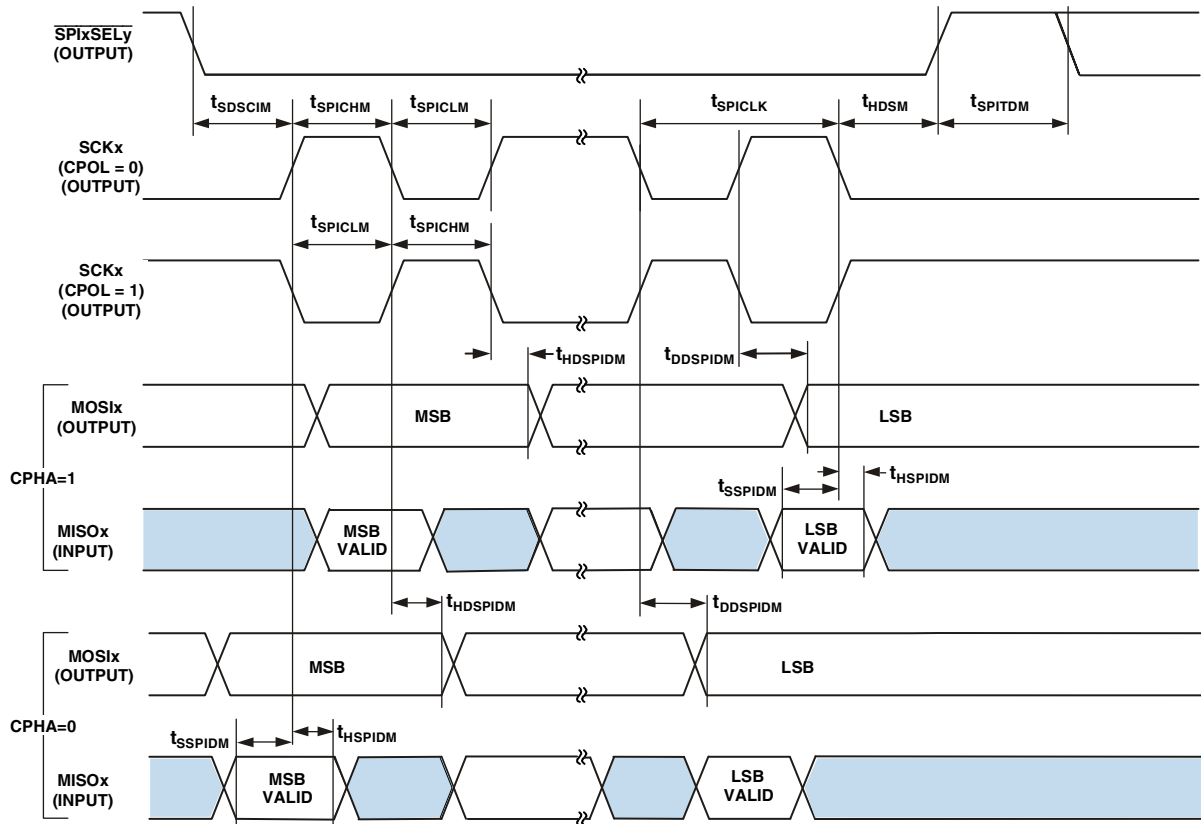 SPIxSELy
(OUTPUT)
tSDSCIM
tSPICHM
tSPICLM
tSPICLK
tHDSM
tSPITDM
SCKx
(CPOL = 0)
(OUTPUT)
tSPICLM
tSPICHM
SCKx
(CPOL = 1)
(OUTPUT)
tHDSPIDM
tDDSPIDM
CPHA=1
MOSIx
(OUTPUT)
MSB
LSB
tSSPIDM
tHSPIDM
MISOx
(INPUT)
MSB
VALID
LSB
VALID
tHDSPIDM
tDDSPIDM
CPHA=0
MOSIx
(OUTPUT)
MSB
LSB
tSSPIDM
tHSPIDM
MISOx
(INPUT)
MSB
VALID
LSB
VALID